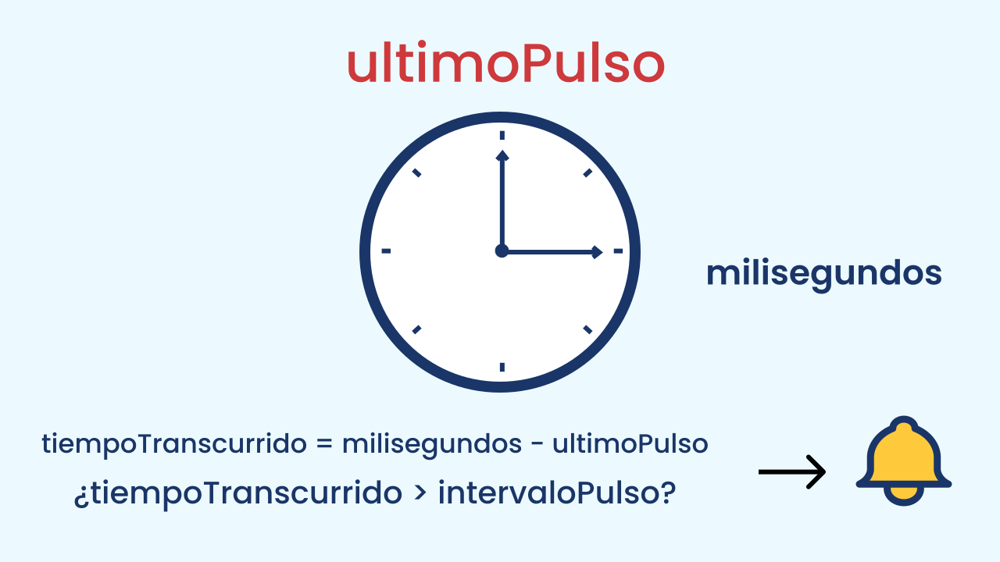 ultimoPulso
milisegundos
tiempoTranscurrido = milisegundos - ultimoPulso
¿tiempoTranscurrido > intervaloPulso?